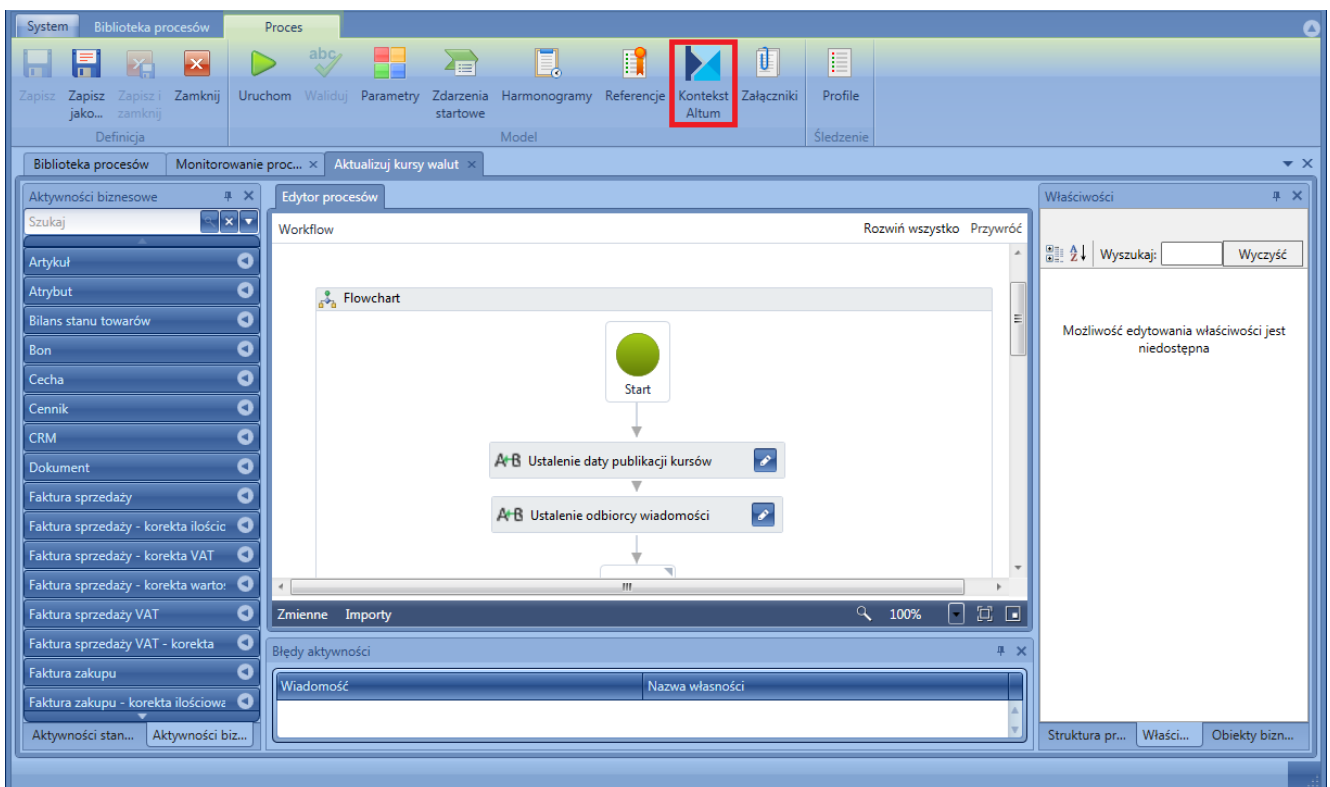 System Biblioteka procesów Proces
abc
Zapisz Zapisz jako... Zapisz i zamknij Zamknij Uruchom Waliduj Parametry Zdarzenia startowe Harmonogramy Referencje Kontekst Altum Załączniki Profile
Definicja Model Śledzenie
Biblioteka procesów Monitorowanie proc... Aktualizuj kursy walut
Aktywności biznesowe
Szukaj
Artykuł
Atrybut
Bilans stanu towarów
Bon
Cecha
Cennik
CRM
Dokument
Faktura sprzedaży
Faktura sprzedaży - korekta ilośćic
Faktura sprzedaży - korekta VAT
Faktura sprzedaży - korekta wartoś
Faktura sprzedaży VAT
Faktura sprzedaży VAT - korekta
Faktura zakupu
Faktura zakupu - korekta ilościowa
Aktywności stan... Aktywności biz...
Edytor procesów
Workflow Rozwiń wszystko Przywróć
Flowchart
Start
A+B Ustalenie daty publikacji kursów
A+B Ustalenie odbiorcy wiadomości
Zmienne Importy 100%
Błędy aktywności
Wiadomość Nazwa własności
Właściwości
Wyszukaj: Wyczyść
Możliwość edytowania właściwości jest
niedostępna
Struktura pr... Właści... Obiekty bizn...